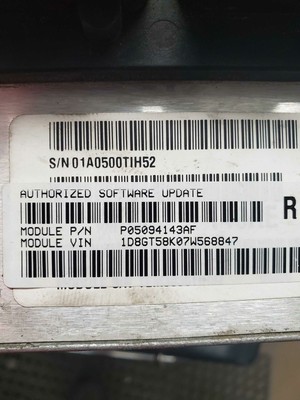 S/N 01A0500TIH52
AUTHORIZED SOFTWARE UPDATE
R
MODULE P/N P05094143AF
MODULE VIN 1D8GT58K07W568847